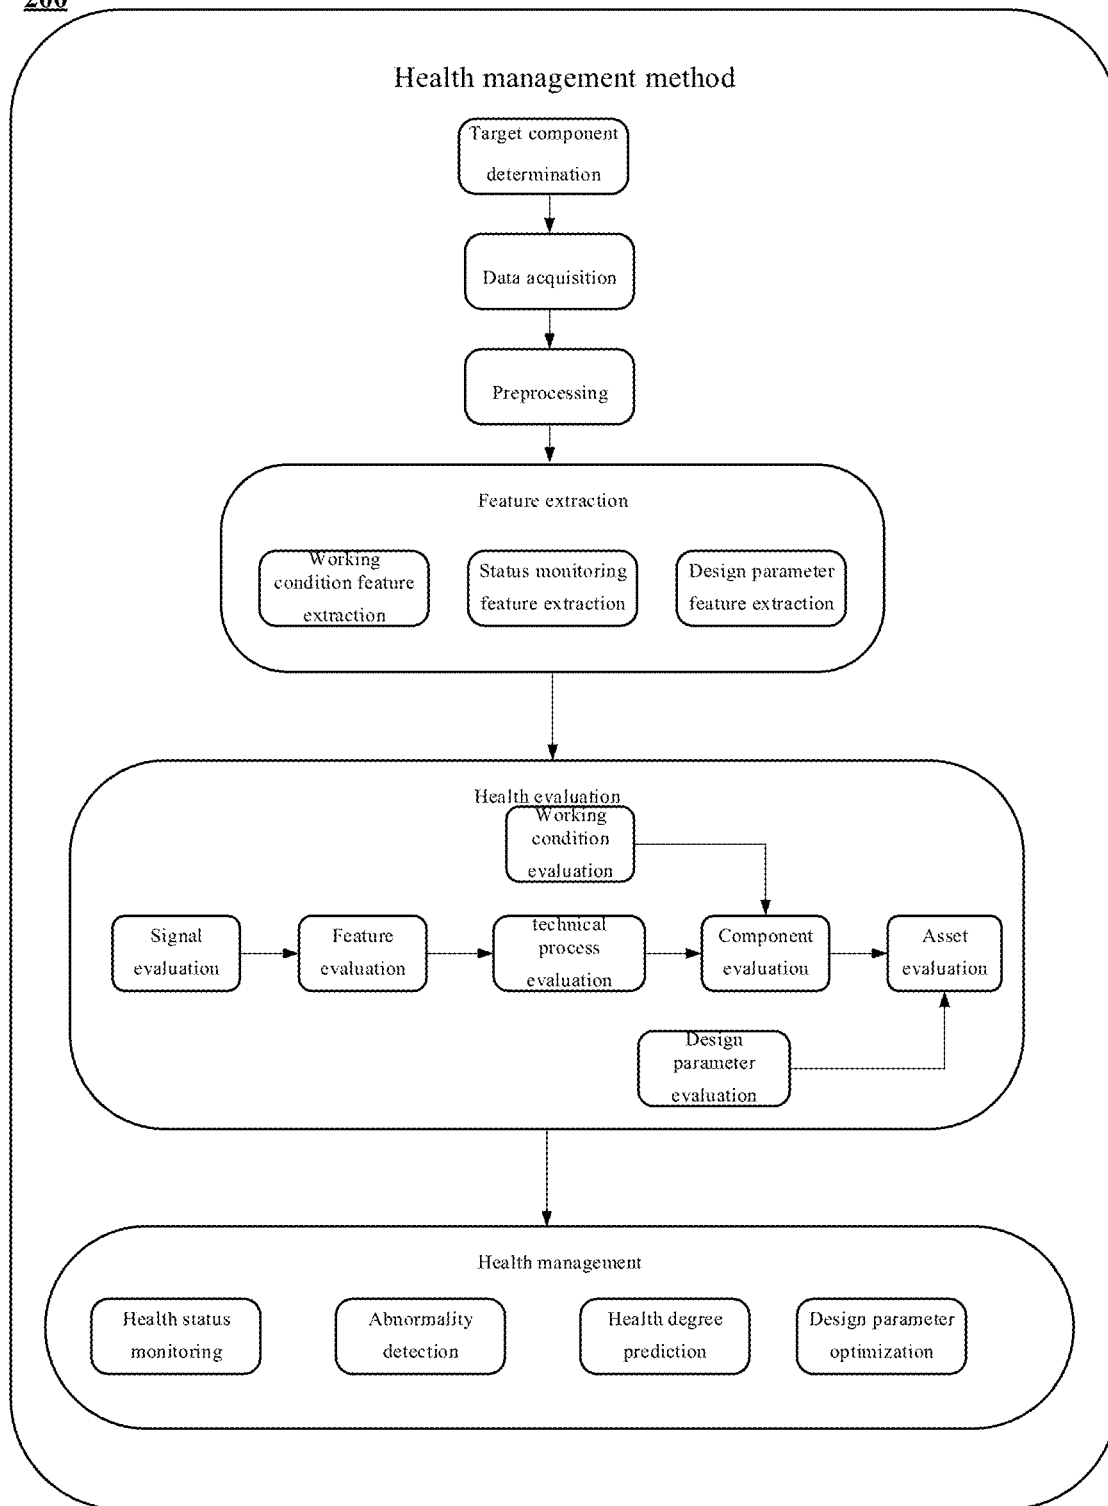 200
Health management method
Target component
determination
Data acquisition
Preprocessing
Feature extraction
Working
condition feature
extraction
Status monitoring
feature extraction
Design parameter
feature extraction
Health evaluation
Working
condition
evaluation
Signal
evaluation
Feature
evaluation
technical
process
evaluation
Component
evaluation
Asset
evaluation
Design
parameter
evaluation
Health management
Health status
monitoring
Abnormality
detection
Health degree
prediction
Design parameter
optimization